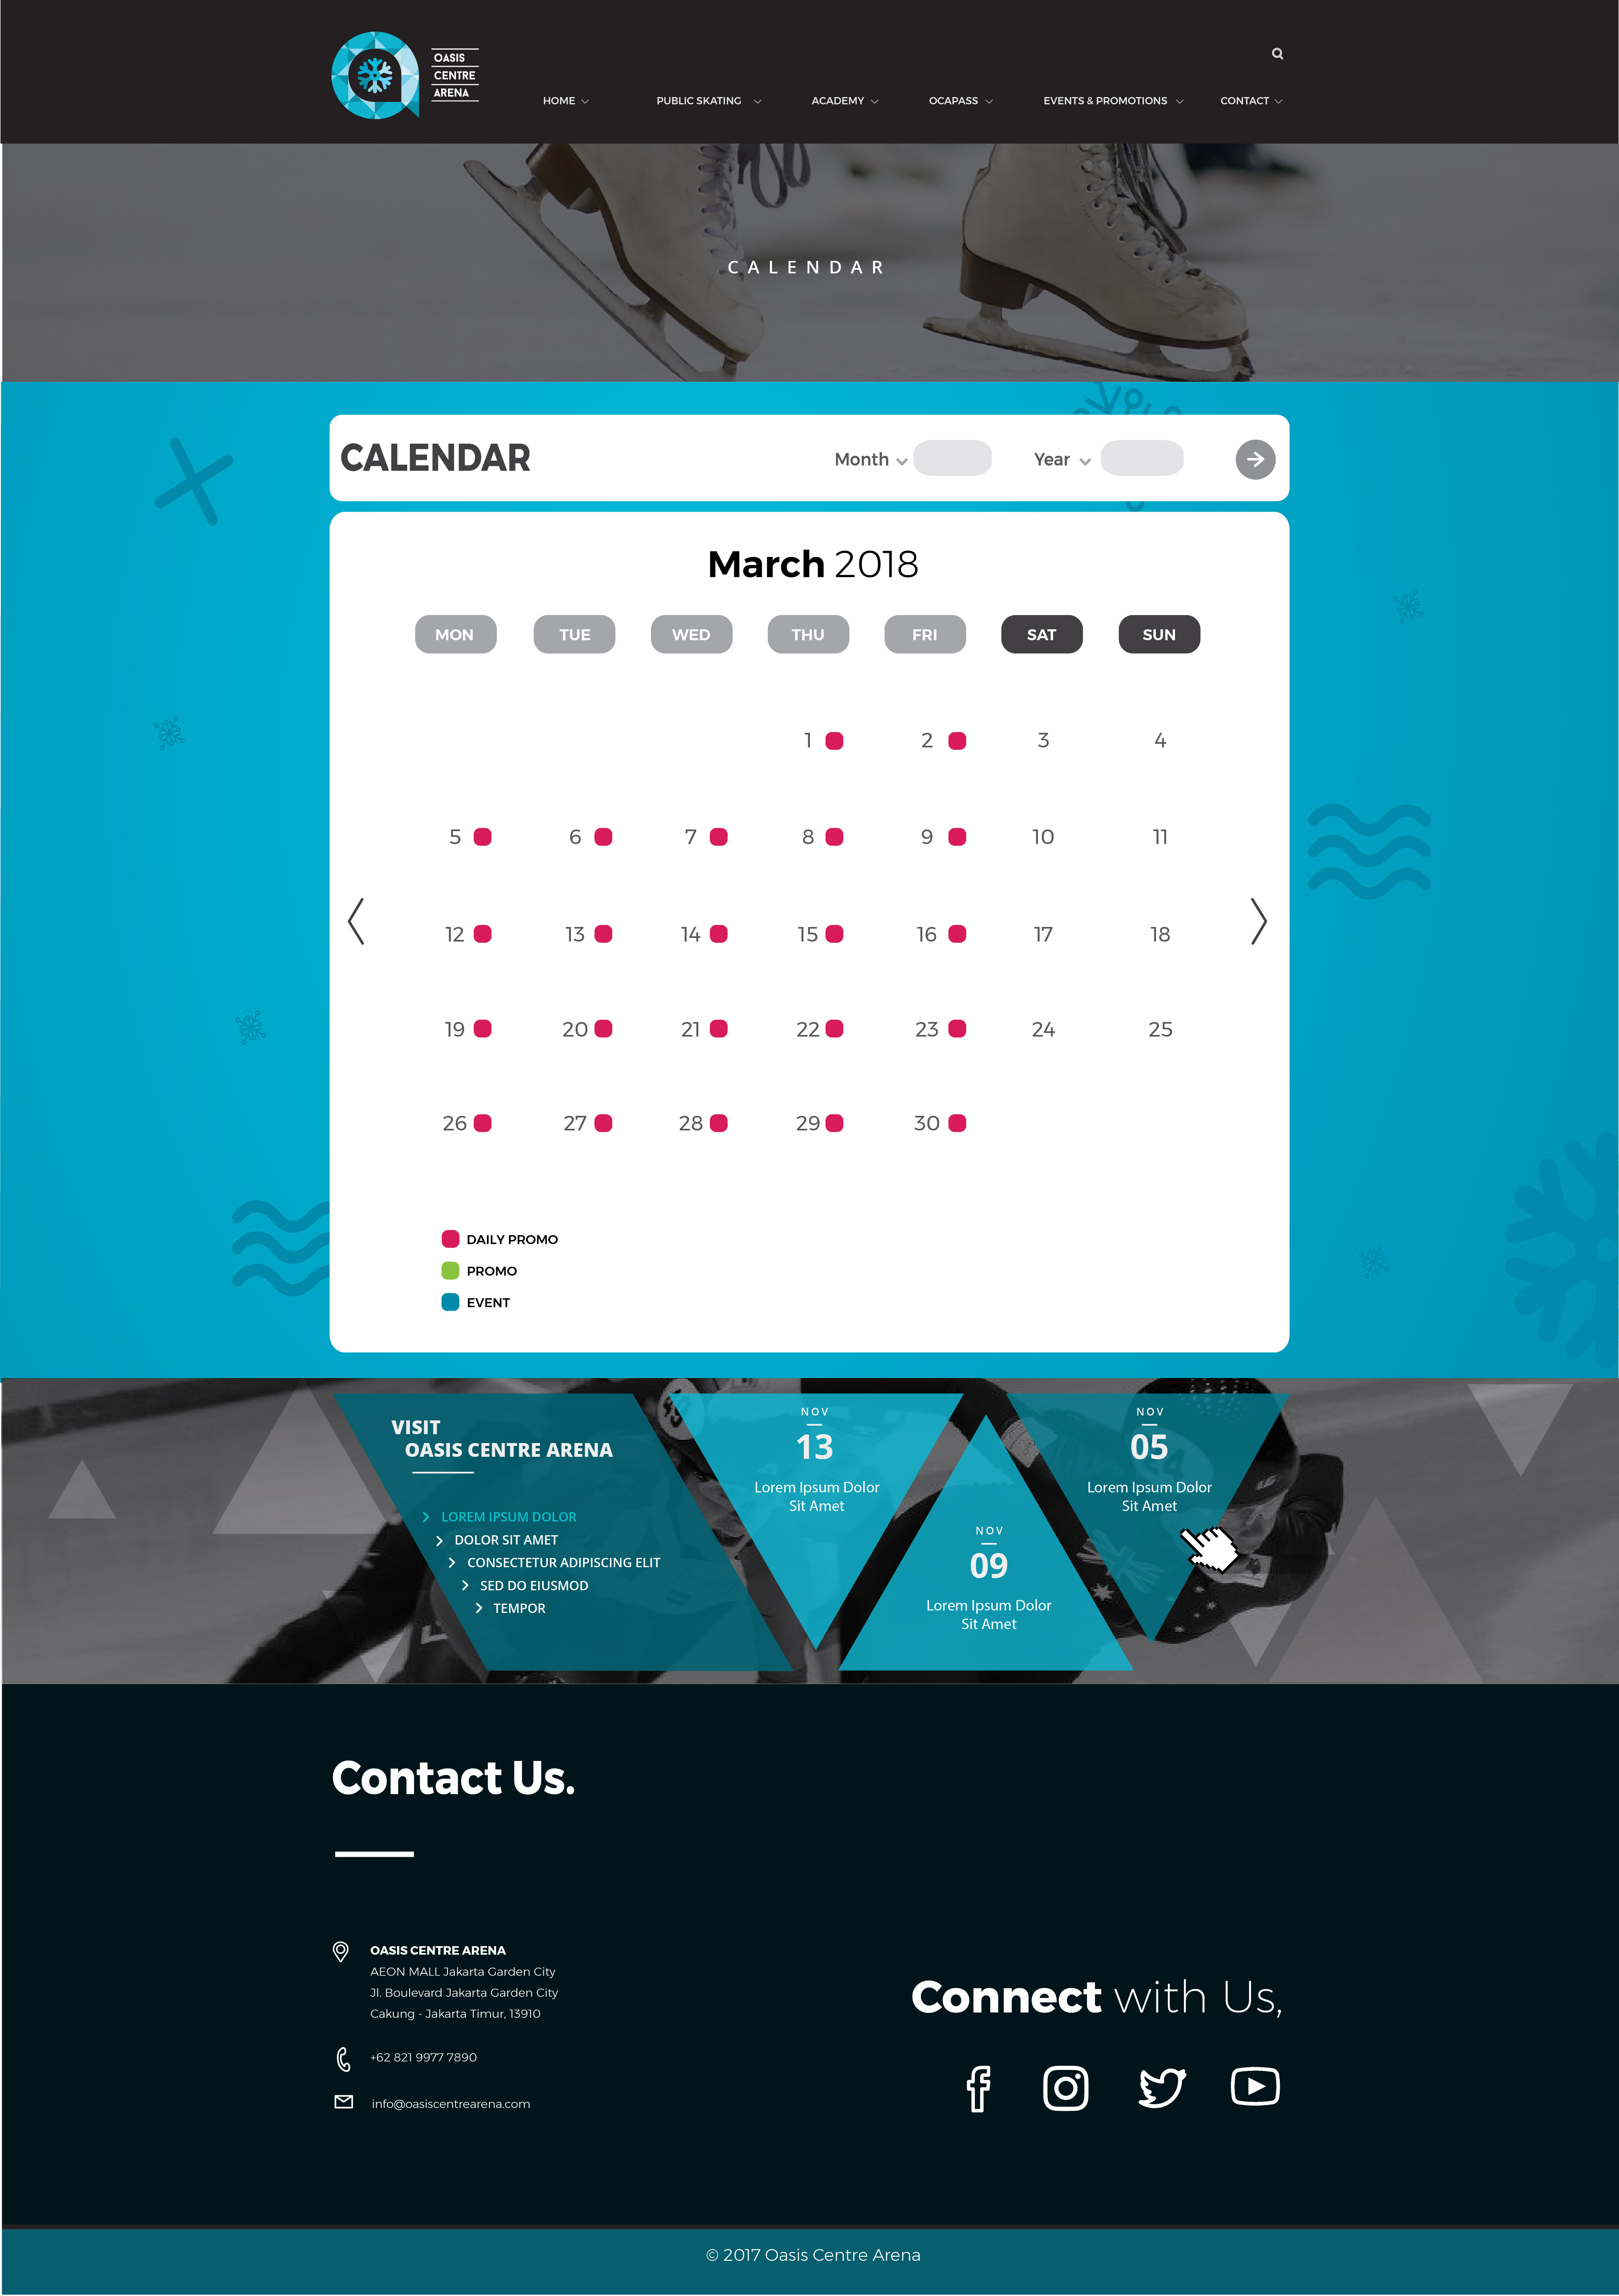 OASIS
CENTRE
ARENA
HOME
PUBLIC SKATING
ACADEMY
OCAPASS
EVENTS & PROMOTIONS
CONTACT
CALENDAR
CALENDAR
Month
Year
March 2018
MON TUE WED THU FRI SAT SUN
1 2 3 4
5 6 7 8 9 10 11
12 13 14 15 16 17 18
19 20 21 22 23 24 25
26 27 28 29 30
DAILY PROMO
PROMO
EVENT
VISIT
OASIS CENTRE ARENA
LOREM IPSUM DOLOR
DOLOR SIT AMET
CONSECTETUR ADIPISCING ELIT
SED DO EIUSMOD
TEMPOR
NOV
13
Lorem Ipsum Dolor
Sit Amet
NOV
09
Lorem Ipsum Dolor
Sit Amet
NOV
05
Lorem Ipsum Dolor
Sit Amet
Contact Us.
OASIS CENTRE ARENA
AEON MALL Jakarta Garden City
Jl. Boulevard Jakarta Garden City
Cakung - Jakarta Timur, 13910
+62 821 9977 7890
info@oasiscentrearena.com
Connect with Us,
© 2017 Oasis Centre Arena